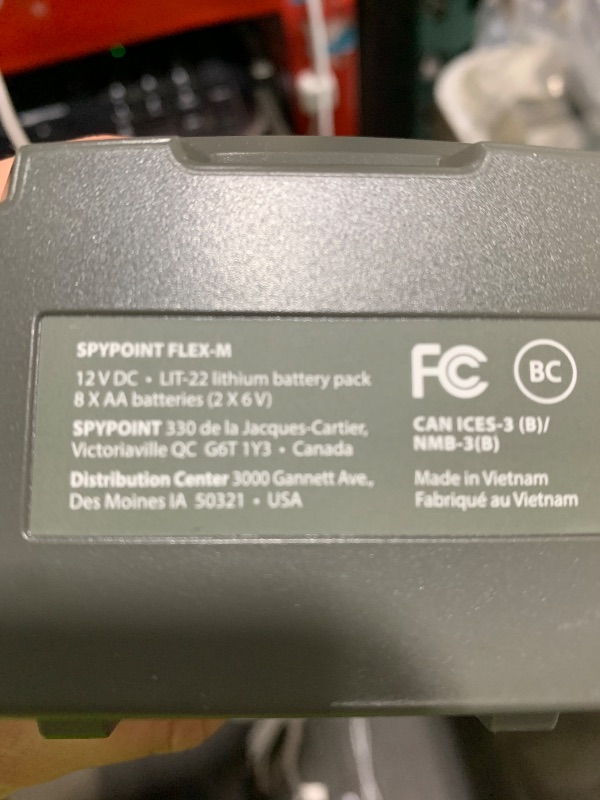 SPYPOINT FLEX-M
12 V DC • LIT-22 lithium battery pack
8 X AA batteries (2 X 6 V)
SPYPOINT 330 de la Jacques-Cartier,
Victoriaville QC G6T 1Y3 • Canada
Distribution Center 3000 Gannett Ave.,
Des Moines IA 50321 • USA
FC
BC
CAN ICES-3 (B)/
NMB-3(B)
Made in Vietnam
Fabriqué au Vietnam